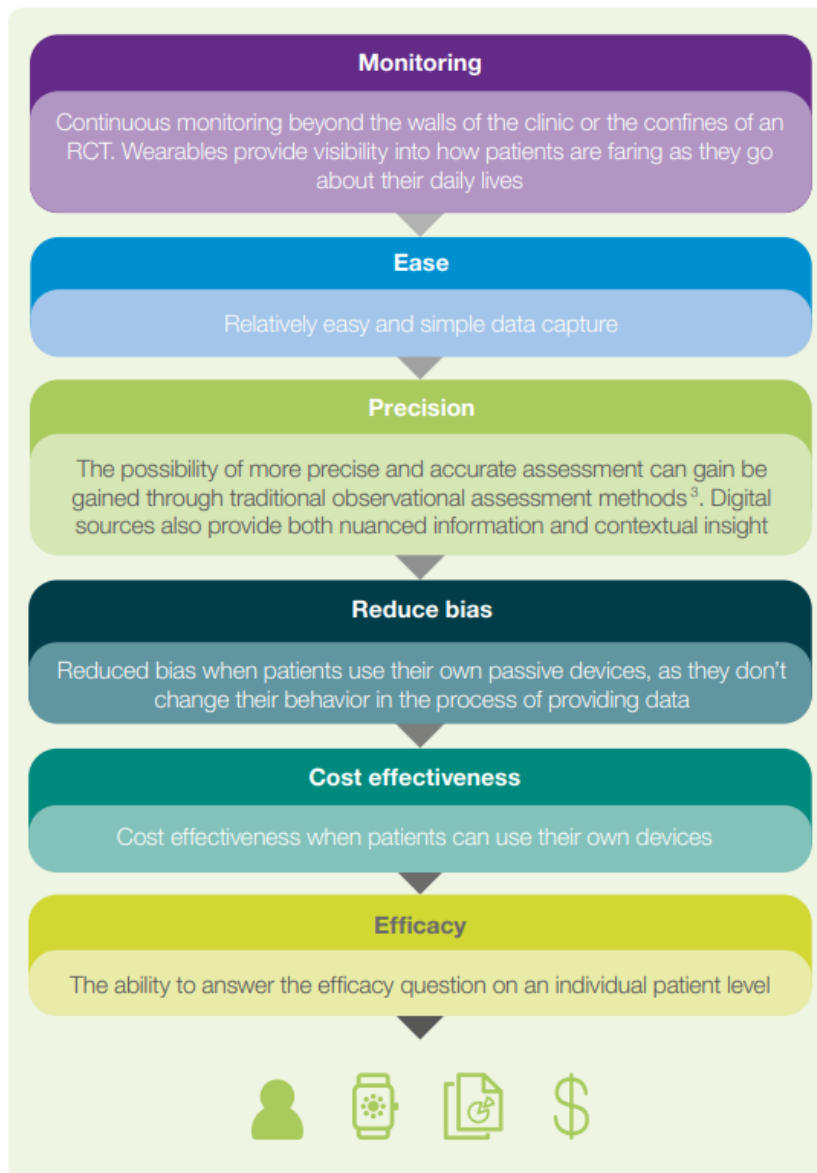 Monitoring
Continuous monitoring beyond the walls of the clinic or the confines of an
RCT. Wearables provide visibility into how patients are faring as they go
about their daily lives
Ease
Relatively easy and simple data capture
Precision
The possibility of more precise and accurate assessment can gain be
gained through traditional observational assessment methods³. Digital
sources also provide both nuanced information and contextual insight
Reduce bias
Reduced bias when patients use their own passive devices, as they don’t
change their behavior in the process of providing data
Cost effectiveness
Cost effectiveness when patients can use their own devices
Efficacy
The ability to answer the efficacy question on an individual patient level
$